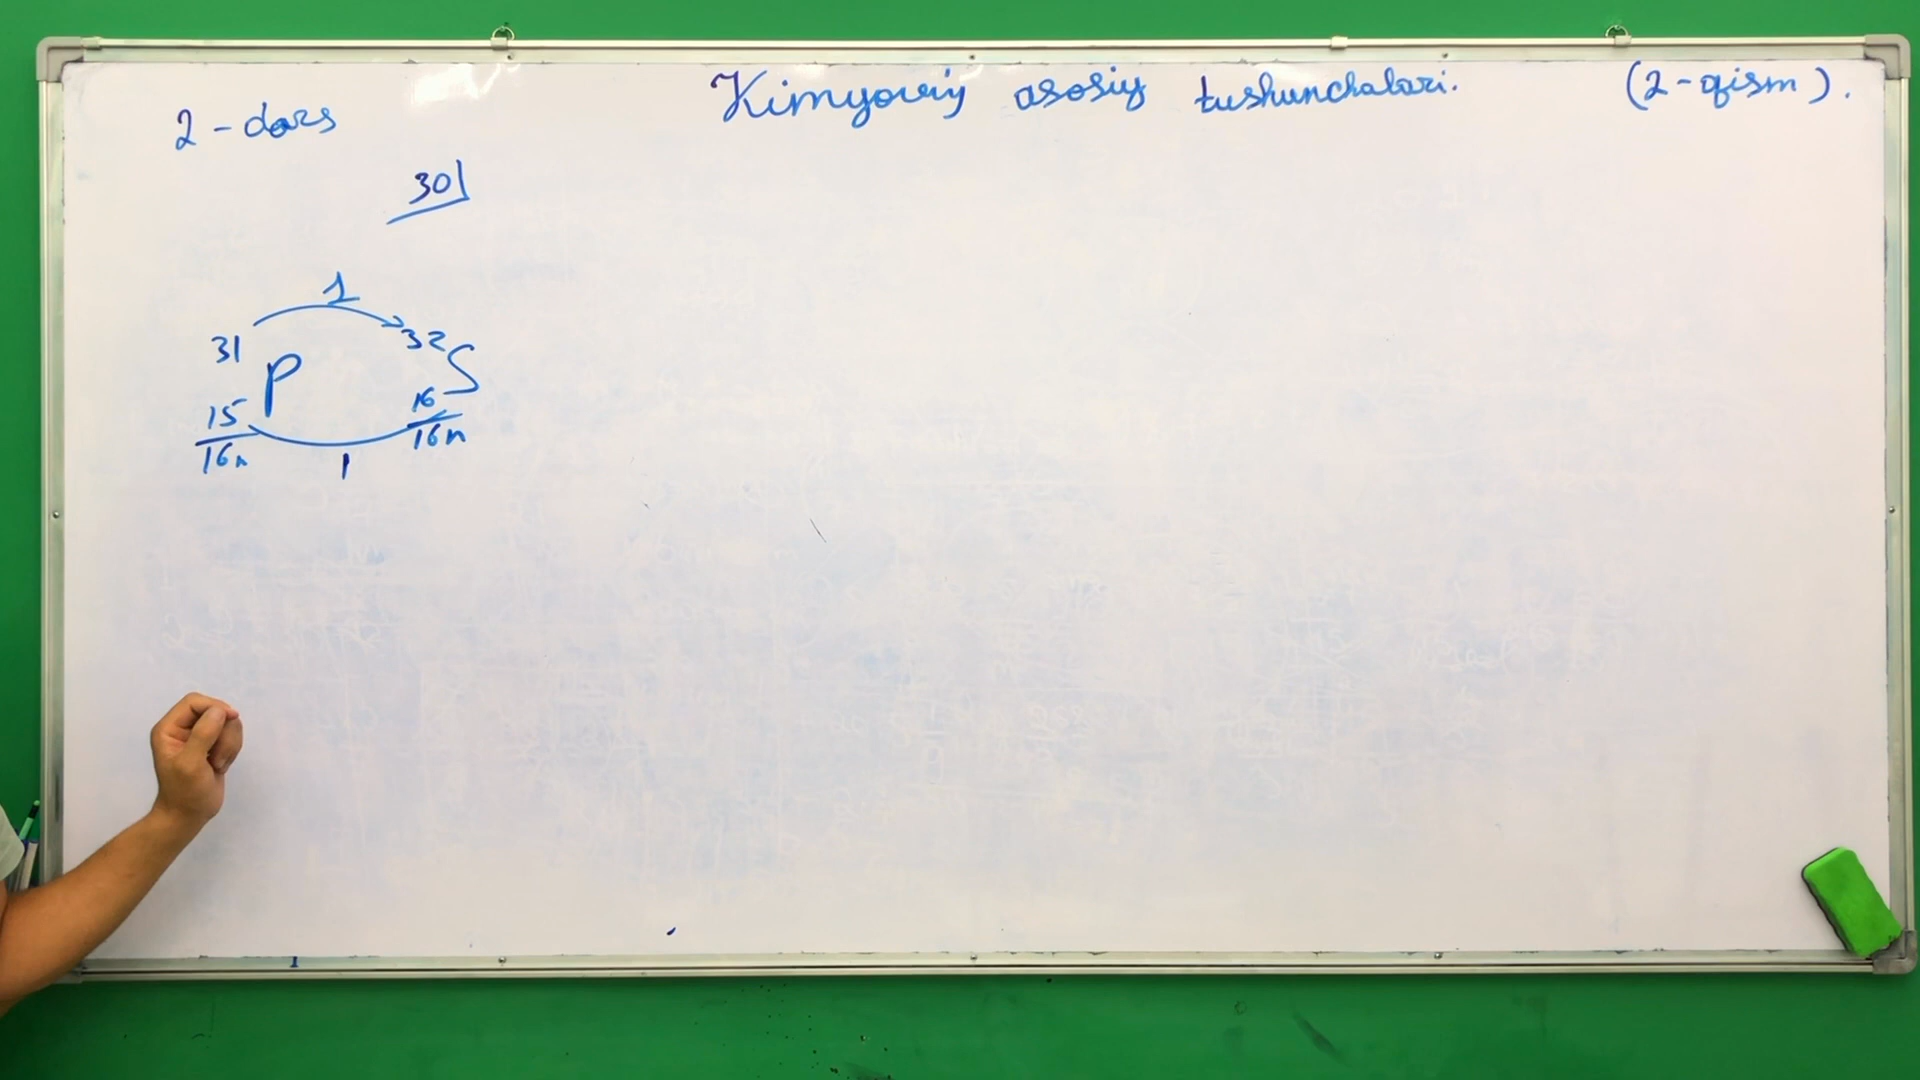 2-dars Kimyoviy asosiy tushunchalari. (2-qism).
30
1
31 P 32 S
15 16
16n 16n
1